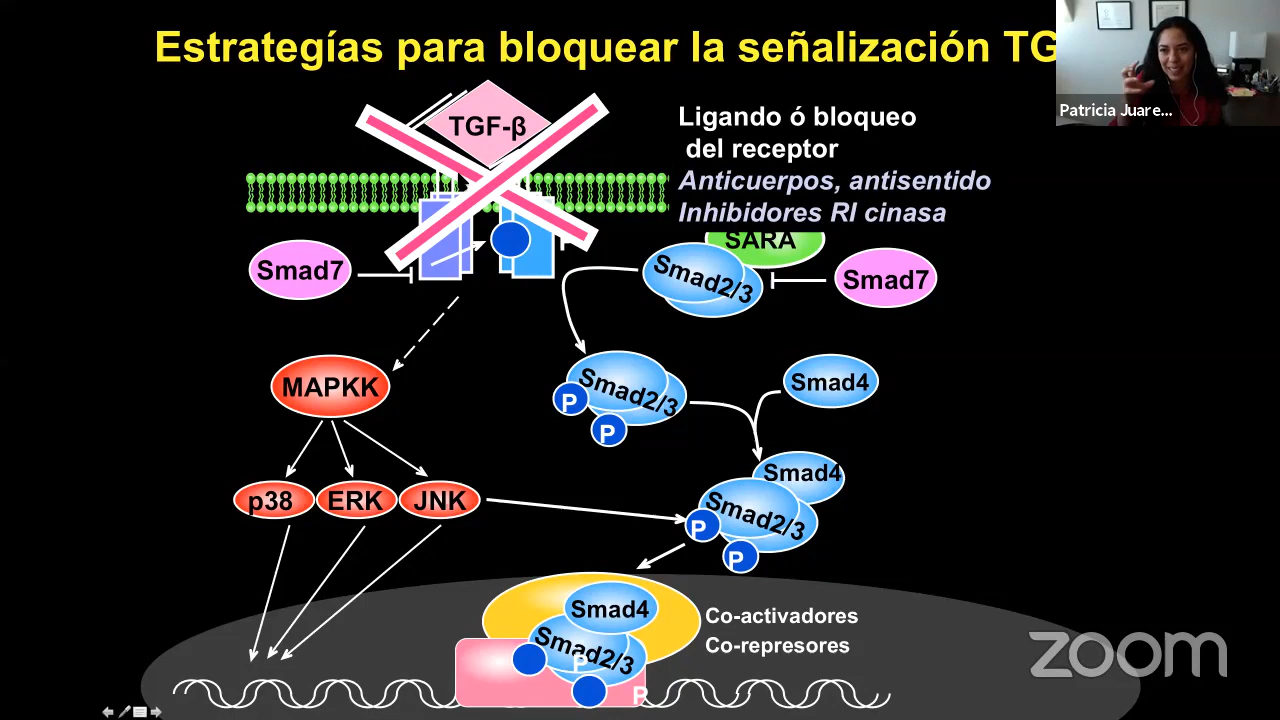 Estrategías para bloquear la señalización TG
Patricia Juare...
TGF-β
Ligando ó bloqueo
del receptor
Anticuerpos, antisentido
Inhibidores RI cinasa
SARA
Smad7
Smad2/3
Smad7
MAPKK
Smad2/3
P
P
Smad4
p38
ERK
JNK
Smad4
Smad2/3
P
P
Smad4
Smad2/3
P
P
Co-activadores
Co-represores
zoom